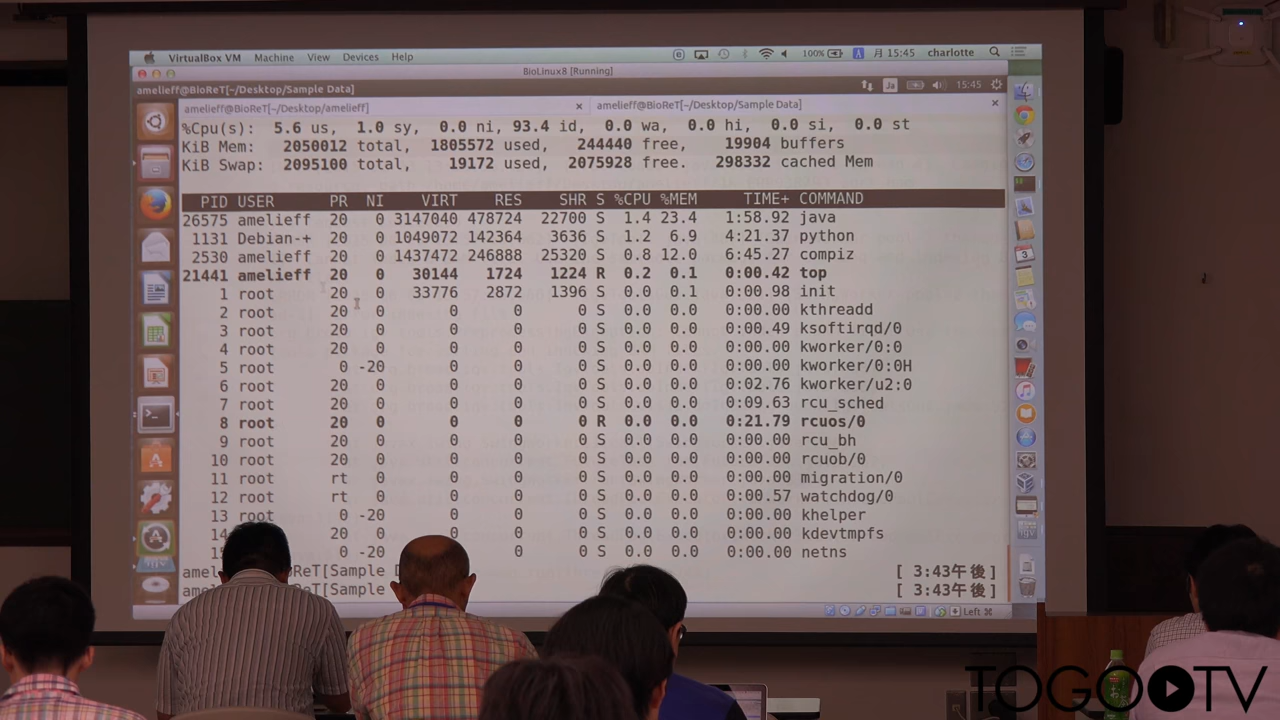 VirtualBox VM Machine View Devices Help 100% 月 15:45 charlotte
BioLinux8 [Running]
amelieff@BioReT[~/Desktop/Sample Data] Ja 15:45
amelieff@BioReT[~/Desktop/amelieff] × amelieff@BioReT[~/Desktop/Sample Data] ×
%Cpu(s): 5.6 us, 1.0 sy, 0.0 ni, 93.4 id, 0.0 wa, 0.0 hi, 0.0 si, 0.0 st
KiB Mem: 2050012 total, 1805572 used, 244440 free, 19904 buffers
KiB Swap: 2095100 total, 19172 used, 2075928 free. 298332 cached Mem
PID USER PR NI VIRT RES SHR S %CPU %MEM TIME+ COMMAND
26575 amelieff 20 0 3147040 478724 22700 S 1.4 23.4 1:58.92 java
1131 Debian-+ 20 0 1049072 142364 3636 S 1.2 6.9 4:21.37 python
2530 amelieff 20 0 1437472 246888 25320 S 0.8 12.0 6:45.27 compiz
21441 amelieff 20 0 30144 1724 1224 R 0.2 0.1 0:00.42 top
1 root 20 0 33776 2872 1396 S 0.0 0.1 0:00.98 init
2 root 20 0 0 0 0 S 0.0 0.0 0:00.00 kthreadd
3 root 20 0 0 0 0 S 0.0 0.0 0:00.49 ksoftirqd/0
4 root 20 0 0 0 0 S 0.0 0.0 0:00.00 kworker/0:0
5 root 0 -20 0 0 0 S 0.0 0.0 0:00.00 kworker/0:0H
6 root 20 0 0 0 0 S 0.0 0.0 0:02.76 kworker/u2:0
7 root 20 0 0 0 0 S 0.0 0.0 0:09.63 rcu_sched
8 root 20 0 0 0 0 R 0.0 0.0 0:21.79 rcuos/0
9 root 20 0 0 0 0 S 0.0 0.0 0:00.00 rcu_bh
10 root 20 0 0 0 0 S 0.0 0.0 0:00.00 rcuob/0
11 root rt 0 0 0 0 S 0.0 0.0 0:00.00 migration/0
12 root rt 0 0 0 0 S 0.0 0.0 0:00.57 watchdog/0
13 root 0 -20 0 0 0 S 0.0 0.0 0:00.00 khelper
14 root 20 0 0 0 0 S 0.0 0.0 0:00.00 kdevtmpfs
0 -20 0 0 0 S 0.0 0.0 0:00.00 netns
ReT[Sample [ 3:43午後]
ReT[Sample [ 3:43午後]
Left ⌘
TOGO TV